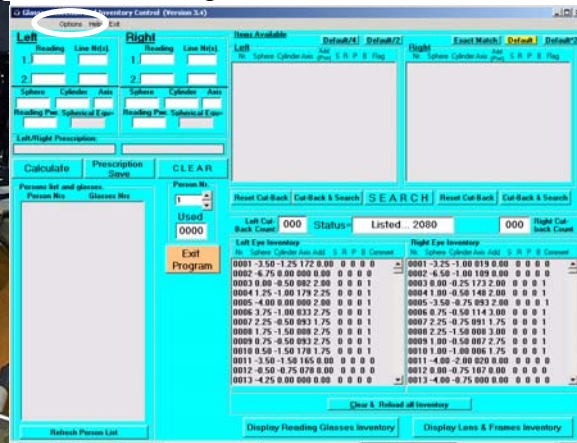 Glasses and Inventory Control (Version 3.4)
Options Help Exit
Left Right
Reading Line Nr(s). Reading Line Nr(s).
1. 1.
2. 2.
Sphere Cylinder Axis Sphere Cylinder Axis
Reading Pwr. Spherical Equ= Reading Pwr. Spherical Equ=
Left/Right Prescription:
Calculate Prescription Save CLEAR
Persons list and glasses.
Person Nrs Glasses Nrs
Person Nr.
1
Used
0000
Exit Program
Refresh Person List
Items Available
Default/4 Default/2 Exact Match Default Default*2
Left Right
Nr. Sphere Cylinder Axis Add (Pwr) S R P B Flag
Nr. Sphere Cylinder Axis Add (Pwr) S R P B Flag
Reset Cut-Back Cut-Back & Search SEARCH Reset Cut-Back Cut-Back & Search
Left Cut-Back Count 000 Status= Listed... 2080 000 Right Cut-back Count
Left Eye Inventory
Nr. Sphere Cylinder Axis Add S R P B Comment
0001 -3.50 -1.25 172 0.00 0 0 0 0
0002 -6.75 0.00 000 0.00 0 0 0 0
0003 0.00 -0.50 082 2.00 0 0 0 1
0004 1.25 -1.00 179 2.25 0 0 0 1
0005 -4.00 0.00 000 2.00 0 0 0 1
0006 3.75 -1.00 033 2.75 0 0 0 1
0007 2.25 -0.50 093 1.75 0 0 0 1
0008 1.75 -1.50 008 2.75 0 0 0 1
0009 0.75 -0.50 093 2.75 0 0 0 1
0010 0.50 -1.50 178 1.75 0 0 0 1
0011 -3.50 -1.50 165 0.00 0 0 0 0
0012 -0.50 -0.75 078 0.00 0 0 0 0
0013 -4.25 0.00 000 0.00 0 0 0 0
Right Eye Inventory
Nr. Sphere Cylinder Axis Add S R P B Comment
0001 -3.25 -1.00 019 0.00 0 0 0 0
0002 -6.50 -1.00 109 0.00 0 0 0 0
0003 0.00 -0.25 173 2.00 0 0 0 1
0004 1.00 -0.50 148 2.00 0 0 0 1
0005 -3.50 -0.75 093 2.00 0 0 0 1
0006 0.75 -0.50 114 3.00 0 0 0 1
0007 2.25 -0.75 091 1.75 0 0 0 1
0008 2.25 -1.50 008 3.00 0 0 0 1
0009 1.00 -0.50 087 2.75 0 0 0 1
0010 1.00 -1.00 006 1.75 0 0 0 1
0011 -4.00 -2.00 020 0.00 0 0 0 0
0012 0.00 -0.75 107 0.00 0 0 0 0
0013 -4.00 -0.75 000 0.00 0 0 0 0
Clear & Reload all Inventory
Display Reading Glasses Inventory Display Lens & Frames Inventory